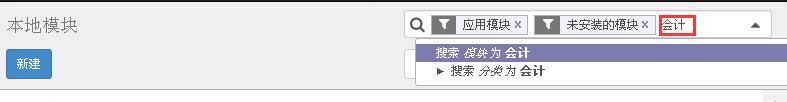 本地模块
应用模块 × 未安装的模块 × 会计
新建
搜索 模块为 会计
搜索 分类为 会计